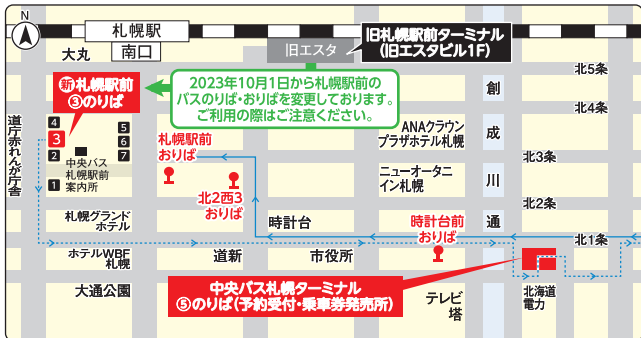 N
札幌駅
南口
大丸
旧エスタ
旧札幌駅前ターミナル
(旧エスタビル1F)
新札幌駅前
③のりば
2023年10月1日から札幌駅前の
バスのりば・おりばを変更しております。
ご利用の際はご注意ください。
北5条
北4条
北3条
北2条
北1条
創成川通
道庁赤れんが庁舎
4
3
2
1
5
6
7
中央バス
札幌駅前
案内所
札幌駅前
おりば
北2西3
おりば
ANAクラウン
プラザホテル札幌
ニューオータニ
イン札幌
札幌グランド
ホテル
時計台
時計台前
おりば
ホテルWBF
札幌
道新
市役所
大通公園
中央バス札幌ターミナル
⑤のりば(予約受付・乗車券発売所)
テレビ
塔
北海道
電力